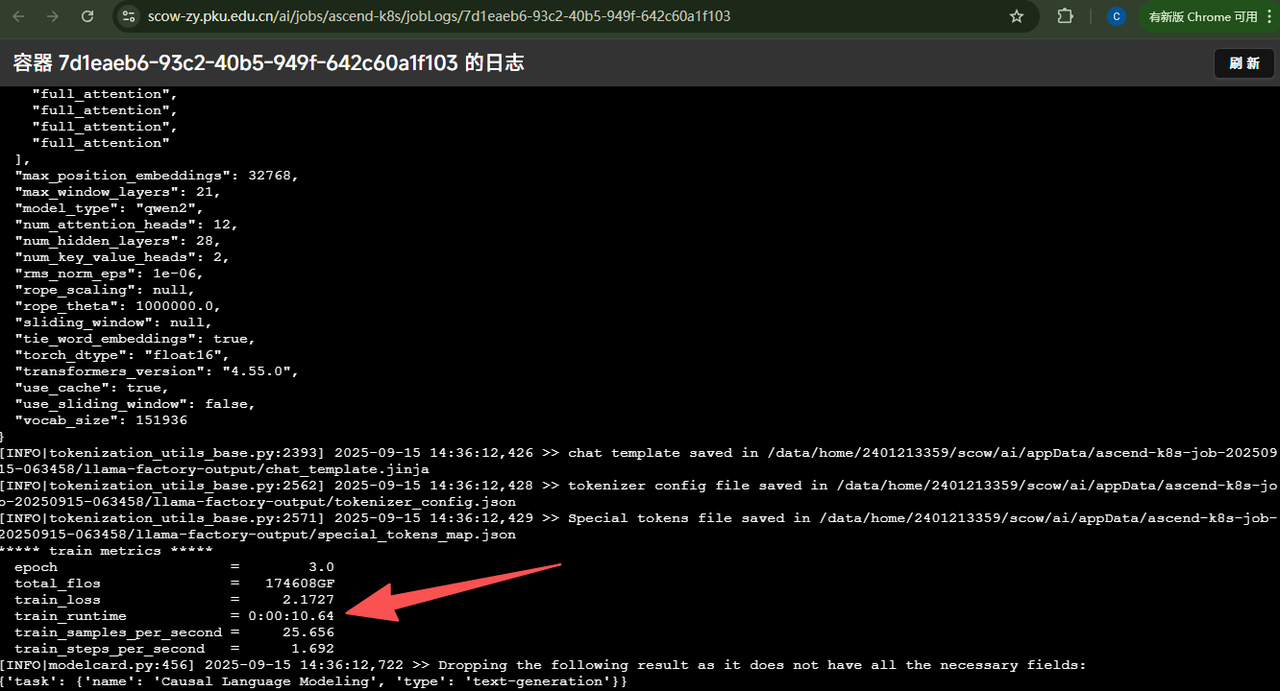 scow-zy.pku.edu.cn/ai/jobs/ascend-k8s/jobLogs/7d1eaeb6-93c2-40b5-949f-642c60a1f103
C
有新版 Chrome 可用
容器 7d1eaeb6-93c2-40b5-949f-642c60a1f103 的日志
刷 新
"full_attention",
"full_attention",
"full_attention",
"full_attention"
],
"max_position_embeddings": 32768,
"max_window_layers": 21,
"model_type": "qwen2",
"num_attention_heads": 12,
"num_hidden_layers": 28,
"num_key_value_heads": 2,
"rms_norm_eps": 1e-06,
"rope_scaling": null,
"rope_theta": 1000000.0,
"sliding_window": null,
"tie_word_embeddings": true,
"torch_dtype": "float16",
"transformers_version": "4.55.0",
"use_cache": true,
"use_sliding_window": false,
"vocab_size": 151936
}
[INFO|tokenization_utils_base.py:2393] 2025-09-15 14:36:12,426 >> chat template saved in /data/home/2401213359/scow/ai/appData/ascend-k8s-job-202509
15-063458/llama-factory-output/chat_template.jinja
[INFO|tokenization_utils_base.py:2562] 2025-09-15 14:36:12,428 >> tokenizer config file saved in /data/home/2401213359/scow/ai/appData/ascend-k8s-jo
b-20250915-063458/llama-factory-output/tokenizer_config.json
[INFO|tokenization_utils_base.py:2571] 2025-09-15 14:36:12,429 >> Special tokens file saved in /data/home/2401213359/scow/ai/appData/ascend-k8s-job-
20250915-063458/llama-factory-output/special_tokens_map.json
***** train metrics *****
epoch = 3.0
total_flos = 174608GF
train_loss = 2.1727
train_runtime = 0:00:10.64
train_samples_per_second = 25.656
train_steps_per_second = 1.692
[INFO|modelcard.py:456] 2025-09-15 14:36:12,722 >> Dropping the following result as it does not have all the necessary fields:
{'task': {'name': 'Causal Language Modeling', 'type': 'text-generation'}}